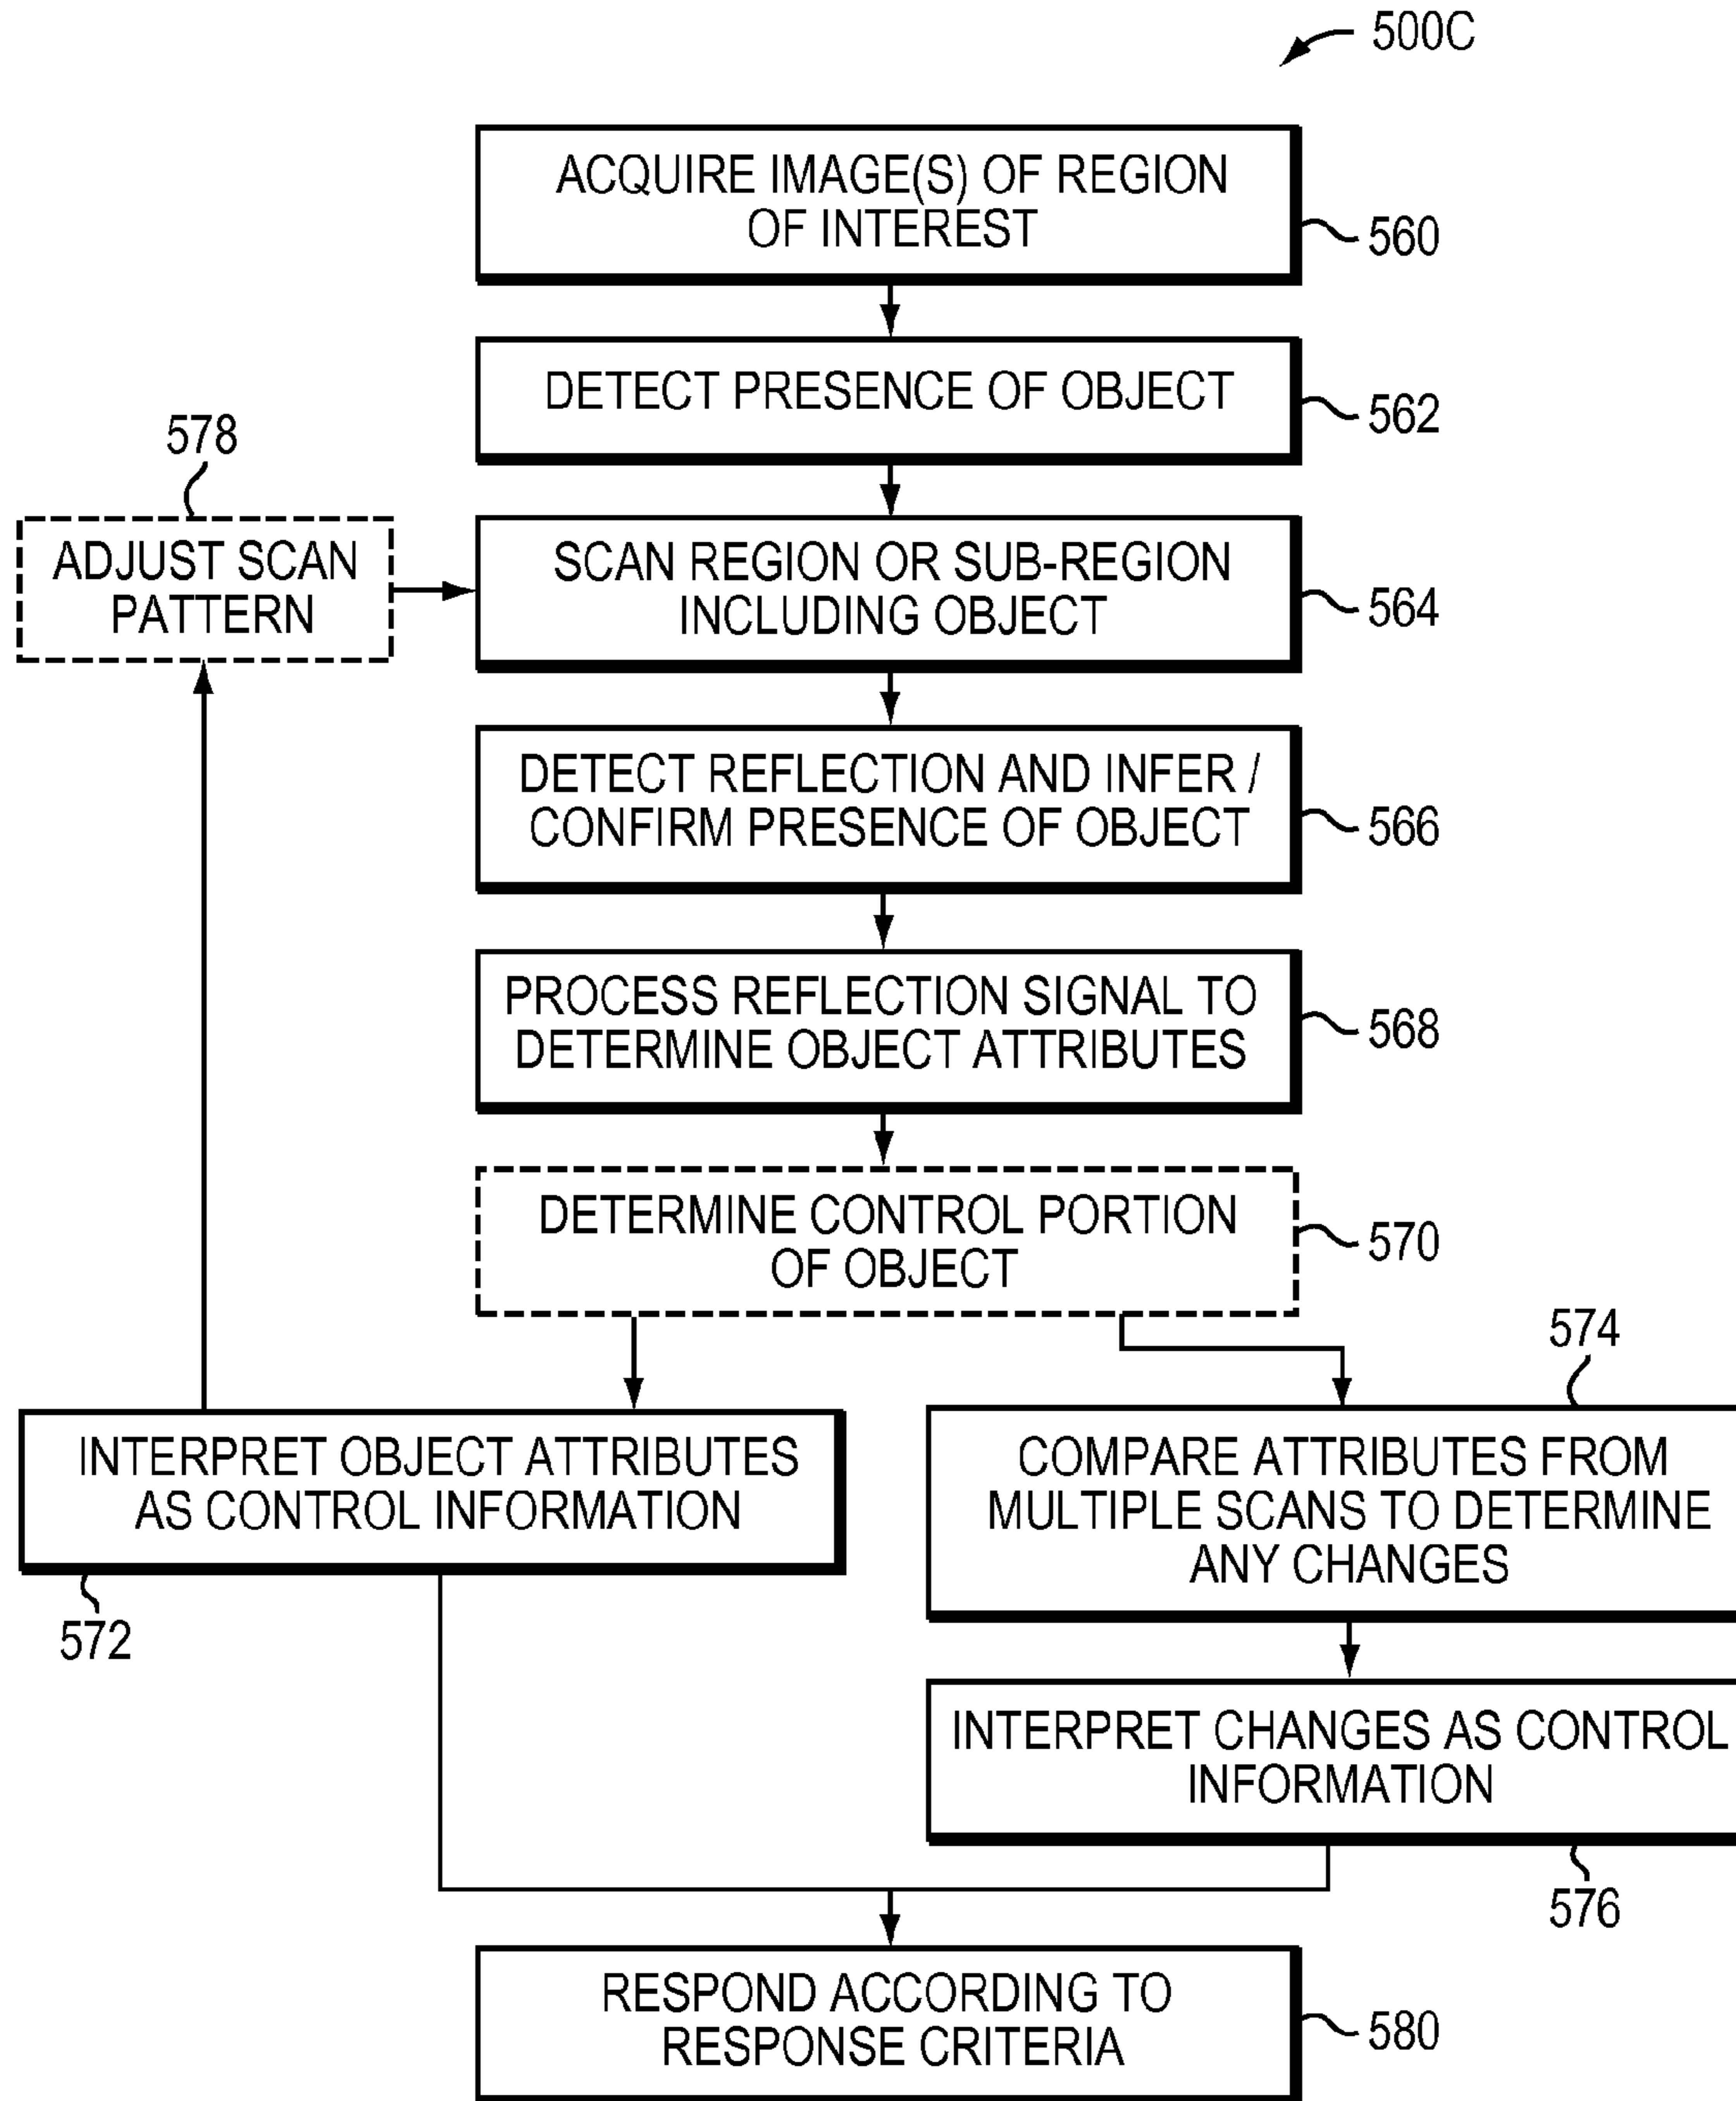 500C
ACQUIRE IMAGE(S) OF REGION
OF INTEREST
560
DETECT PRESENCE OF OBJECT
562
578
ADJUST SCAN
PATTERN
SCAN REGION OR SUB-REGION
INCLUDING OBJECT
564
DETECT REFLECTION AND INFER /
CONFIRM PRESENCE OF OBJECT
566
PROCESS REFLECTION SIGNAL TO
DETERMINE OBJECT ATTRIBUTES
568
DETERMINE CONTROL PORTION
OF OBJECT
570
574
INTERPRET OBJECT ATTRIBUTES
AS CONTROL INFORMATION
572
COMPARE ATTRIBUTES FROM
MULTIPLE SCANS TO DETERMINE
ANY CHANGES
INTERPRET CHANGES AS CONTROL
INFORMATION
576
RESPOND ACCORDING TO
RESPONSE CRITERIA
580